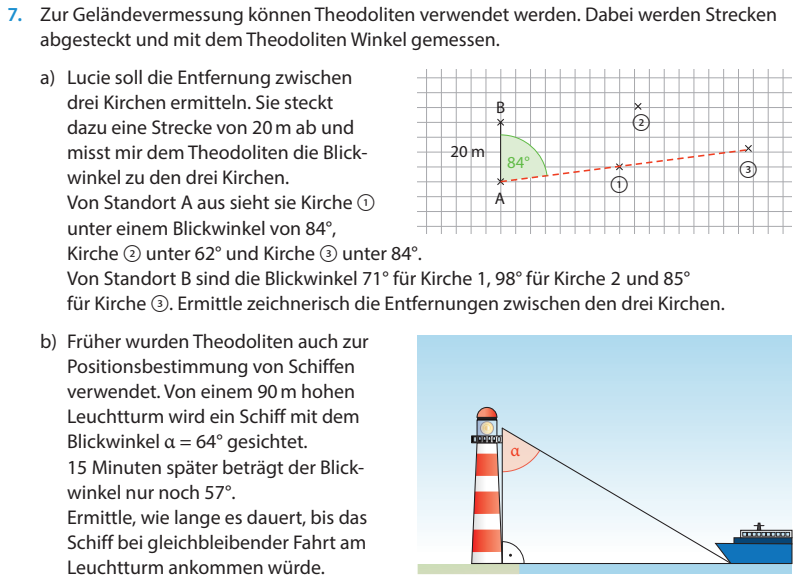 7. Zur Geländevermessung können Theodoliten verwendet werden. Dabei werden Strecken
abgesteckt und mit dem Theodoliten Winkel gemessen.
a) Lucie soll die Entfernung zwischen
drei Kirchen ermitteln. Sie steckt
dazu eine Strecke von 20 m ab und
misst mir dem Theodoliten die Blick-
winkel zu den drei Kirchen.
Von Standort A aus sieht sie Kirche ①
unter einem Blickwinkel von 84°,
Kirche ② unter 62° und Kirche ③ unter 84°.
Von Standort B sind die Blickwinkel 71° für Kirche 1, 98° für Kirche 2 und 85°
für Kirche ③. Ermittle zeichnerisch die Entfernungen zwischen den drei Kirchen.
B
②
20 m
84°
③
①
A
b) Früher wurden Theodoliten auch zur
Positionsbestimmung von Schiffen
verwendet. Von einem 90 m hohen
Leuchtturm wird ein Schiff mit dem
Blickwinkel α = 64° gesichtet.
15 Minuten später beträgt der Blick-
winkel nur noch 57°.
Ermittle, wie lange es dauert, bis das
Schiff bei gleichbleibender Fahrt am
Leuchtturm ankommen würde.
α